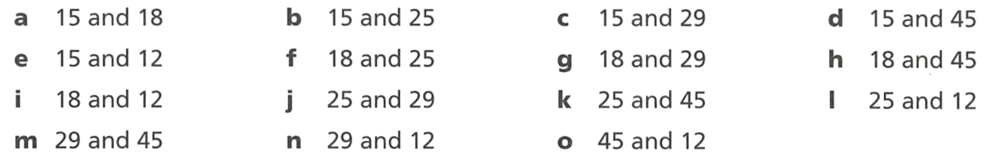 a 15 and 18 b 15 and 25 c 15 and 29 d 15 and 45
e 15 and 12 f 18 and 25 g 18 and 29 h 18 and 45
i 18 and 12 j 25 and 29 k 25 and 45 l 25 and 12
m 29 and 45 n 29 and 12 o 45 and 12